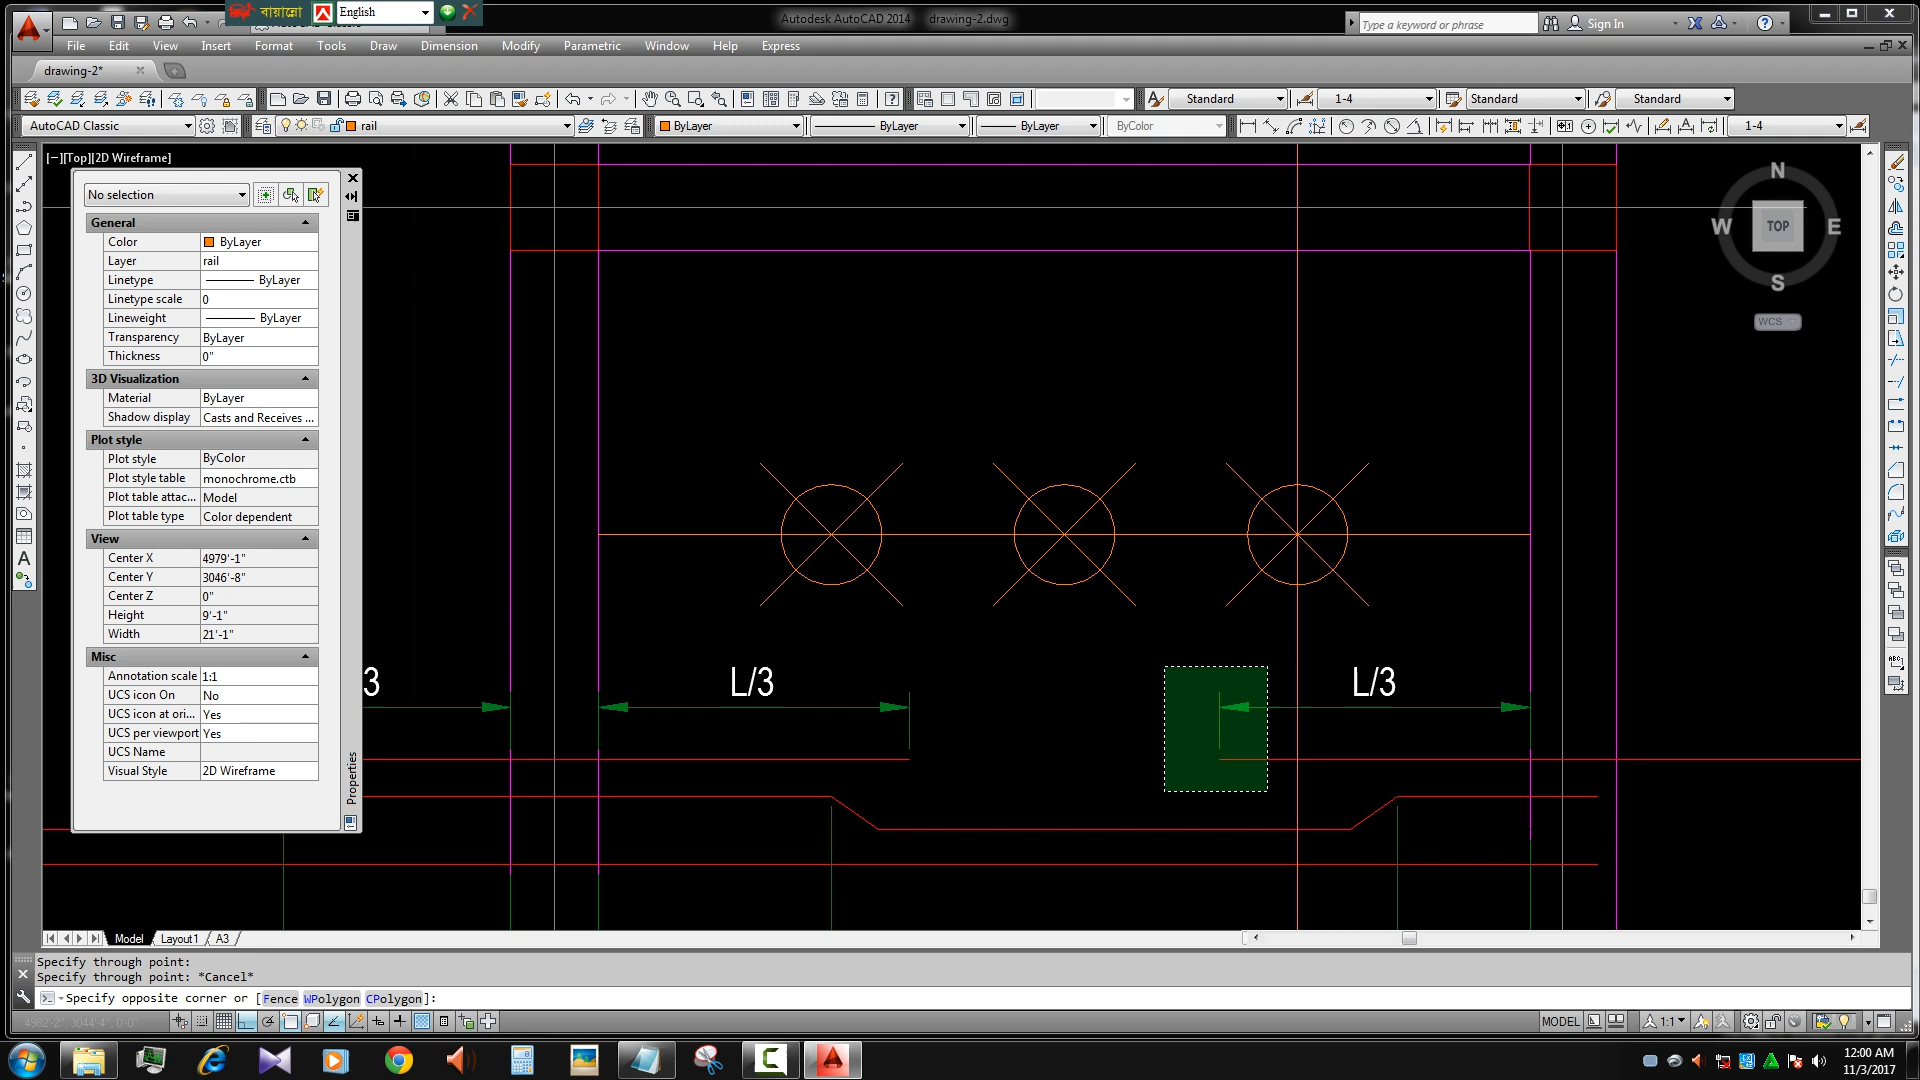 বায়ান্নো
English
Autodesk AutoCAD 2014 drawing-2.dwg
Type a keyword or phrase
Sign In
File Edit View Insert Format Tools Draw Dimension Modify Parametric Window Help Express
drawing-2*
Standard
1-4
Standard
Standard
AutoCAD Classic
rail
ByLayer
ByLayer
ByLayer
ByColor
1-4
[−][Top][2D Wireframe]
No selection
General
Color ByLayer
Layer rail
Linetype ByLayer
Linetype scale 0
Lineweight ByLayer
Transparency ByLayer
Thickness 0"
3D Visualization
Material ByLayer
Shadow display Casts and Receives ...
Plot style
Plot style ByColor
Plot style table monochrome.ctb
Plot table attac... Model
Plot table type Color dependent
View
Center X 4979'-1"
Center Y 3046'-8"
Center Z 0"
Height 9'-1"
Width 21'-1"
Misc
Annotation scale 1:1
UCS icon On No
UCS icon at ori... Yes
UCS per viewport Yes
UCS Name
Visual Style 2D Wireframe
Properties
N
W TOP E
S
WCS
3
L/3
L/3
Model Layout1 A3
Specify through point:
Specify through point: *Cancel*
Specify opposite corner or [Fence WPolygon CPolygon]:
4962'-2", 3044'-4", 0'-0"
MODEL
1:1
12:00 AM
11/3/2017